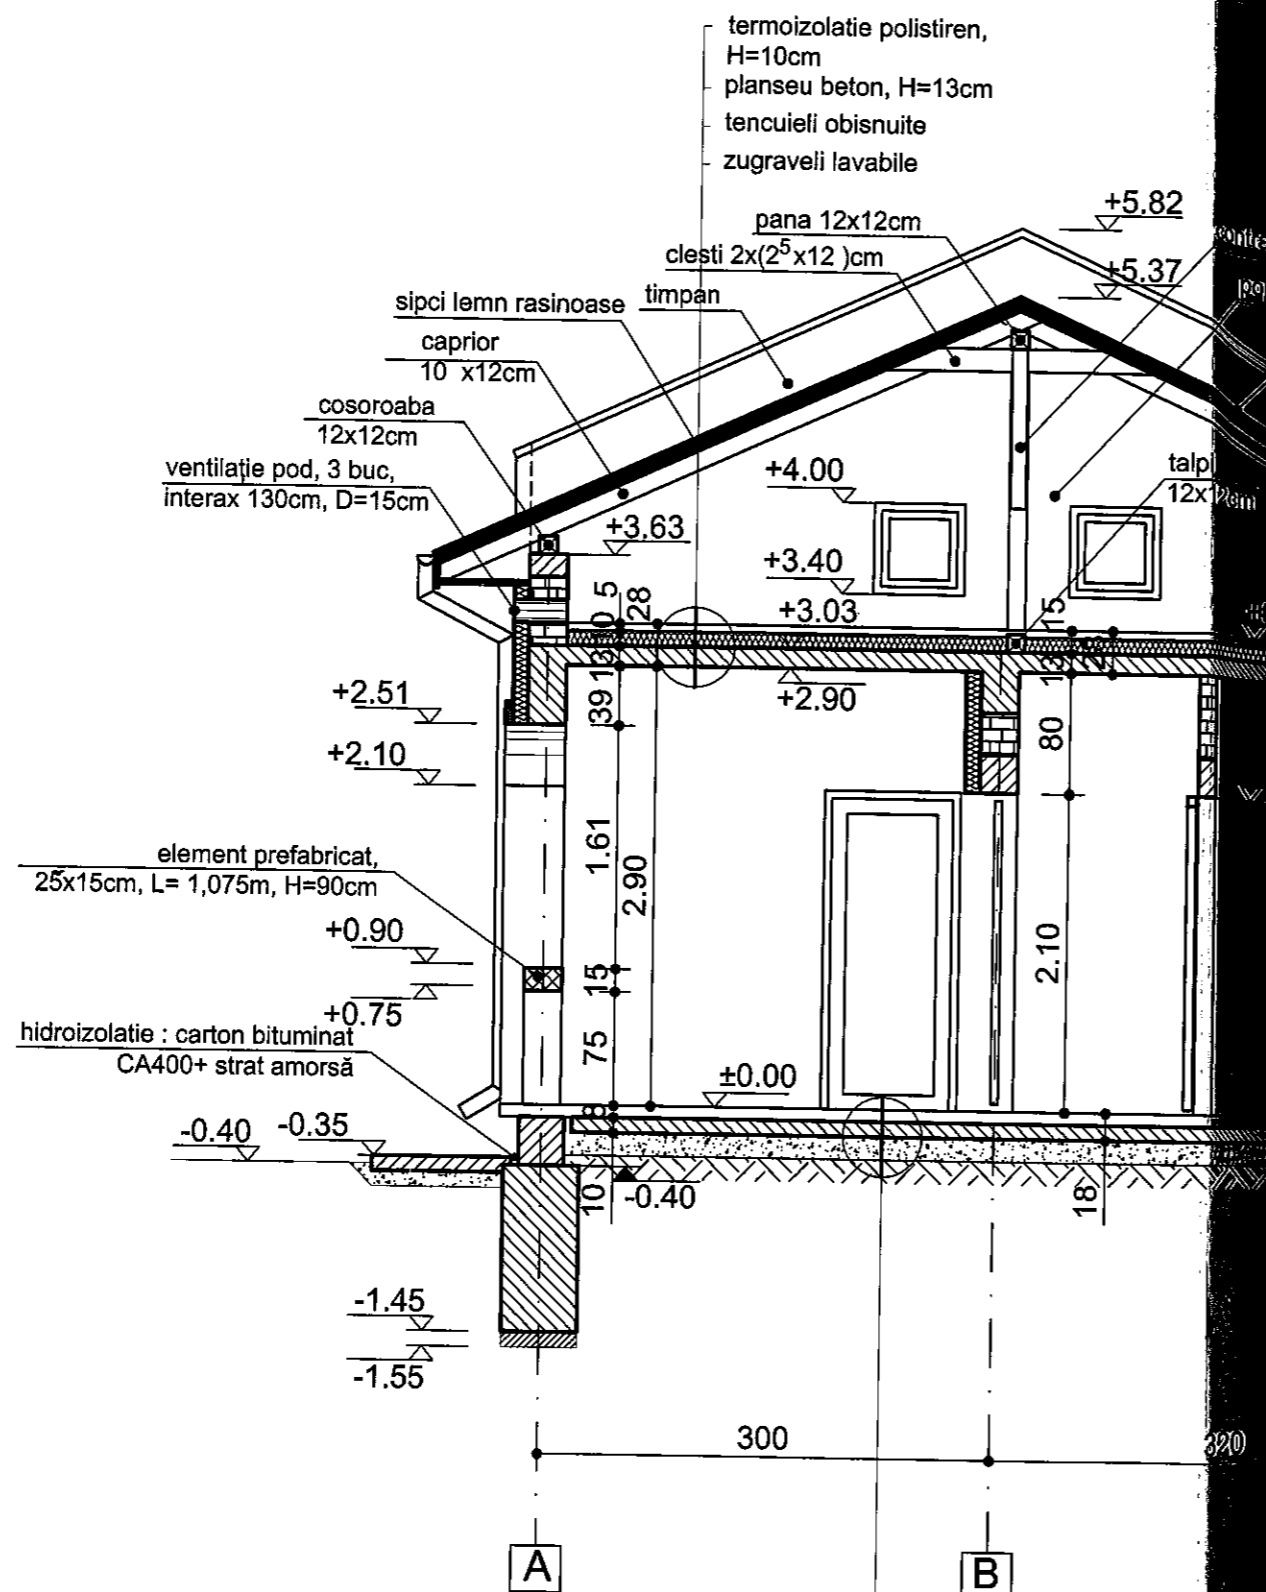 termoizolatie polistiren,
H=10cm
planseu beton, H=13cm
tencuieli obisnuite
zugraveli lavabile
+5.82
pana 12x12cm
clesti 2x(2⁵x12 )cm
+5.37
sipci lemn rasinoase
timpan
caprior
10 x12cm
cosoroaba
12x12cm
ventilaţie pod, 3 buc,
interax 130cm, D=15cm
+4.00
talpi
12x12cm
+3.63
+3.40
5
28
+3.03
15
10
13
13
+2.90
39
+2.51
+2.10
80
1.61
2.90
element prefabricat,
25x15cm, L= 1,075m, H=90cm
+0.90
15
2.10
+0.75
hidroizolatie : carton bituminat
CA400+ strat amorsă
75
±0.00
8
-0.40
-0.35
10
-0.40
18
-1.45
-1.55
300
320
A
B